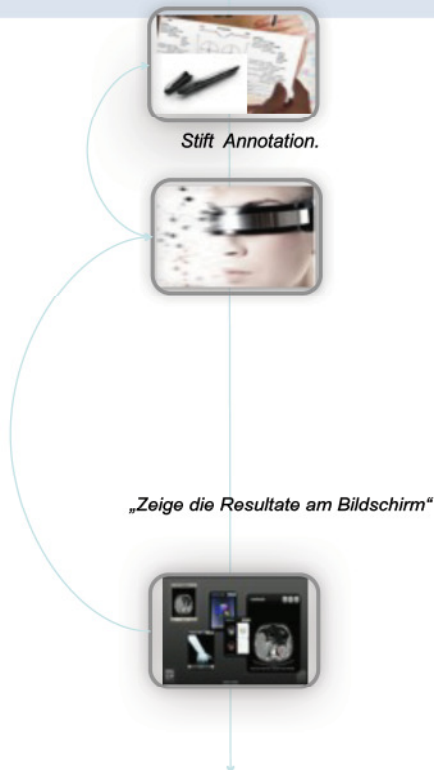 Stift Annotation.
„Zeige die Resultate am Bildschirm“